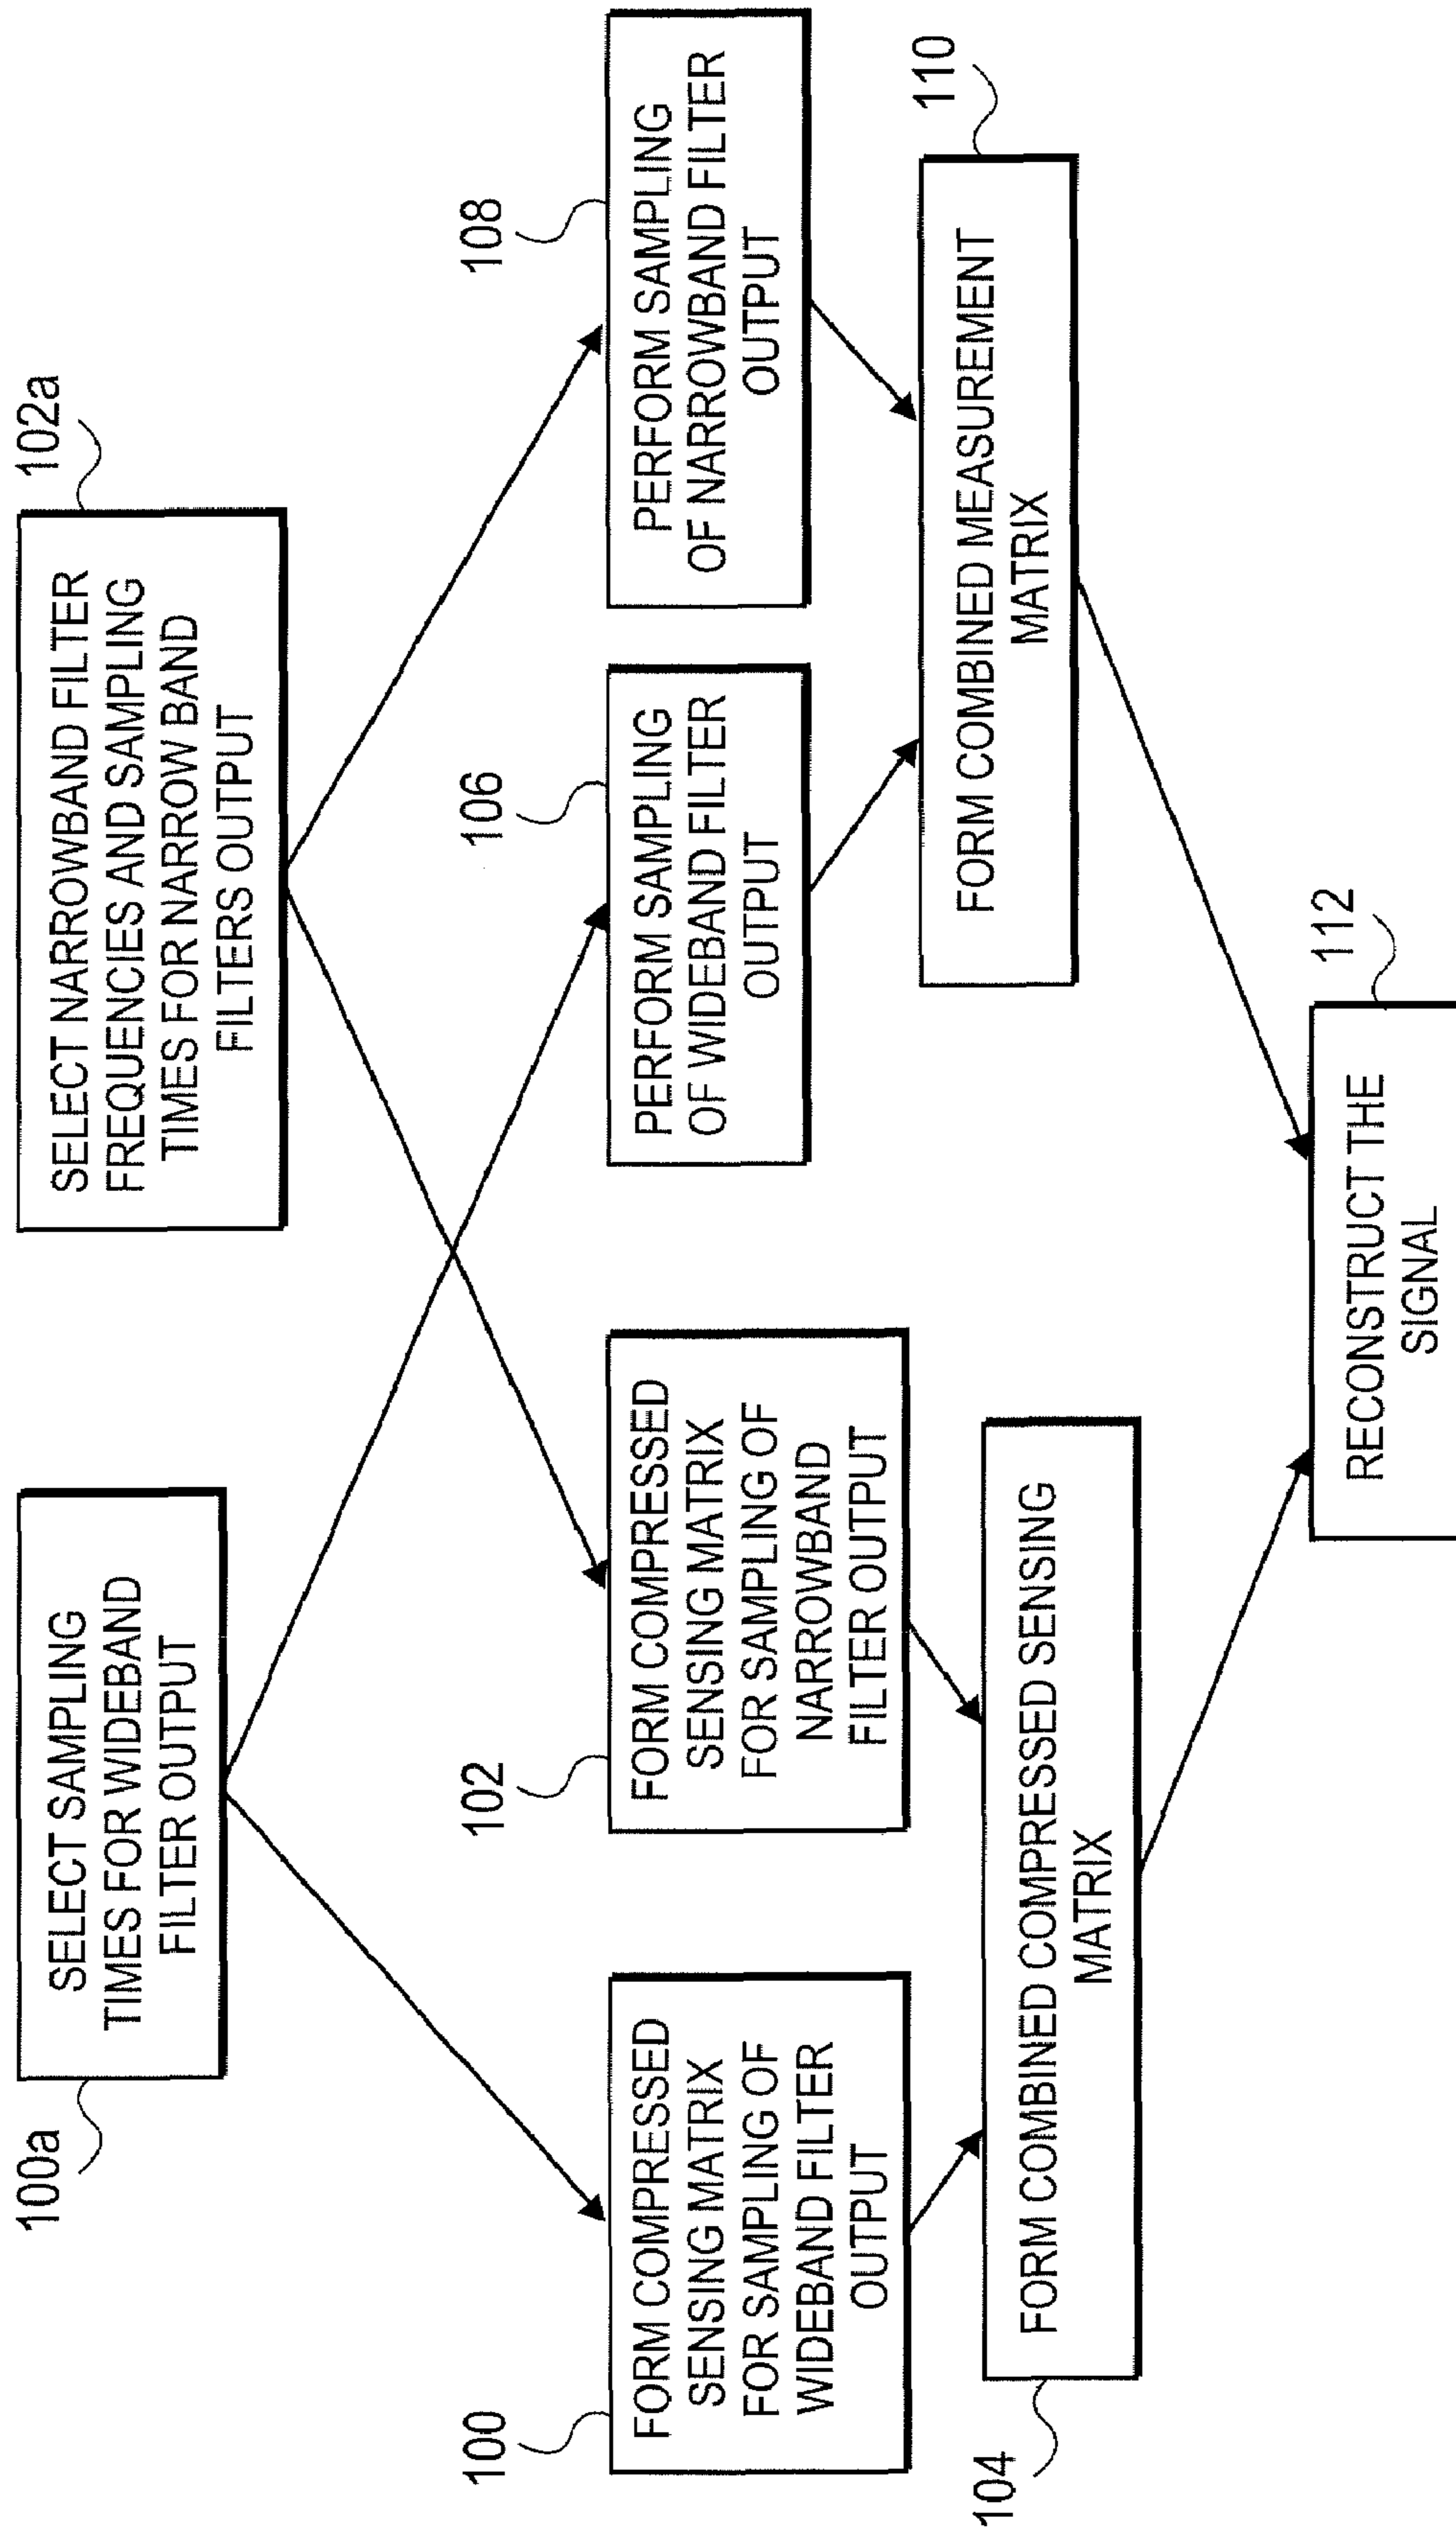 100a
SELECT SAMPLING
TIMES FOR WIDEBAND
FILTER OUTPUT
102a
SELECT NARROWBAND FILTER
FREQUENCIES AND SAMPLING
TIMES FOR NARROW BAND
FILTERS OUTPUT
100
FORM COMPRESSED
SENSING MATRIX
FOR SAMPLING OF
WIDEBAND FILTER
OUTPUT
102
FORM COMPRESSED
SENSING MATRIX
FOR SAMPLING OF
NARROWBAND
FILTER OUTPUT
106
PERFORM SAMPLING
OF WIDEBAND FILTER
OUTPUT
108
PERFORM SAMPLING
OF NARROWBAND FILTER
OUTPUT
104
FORM COMBINED COMPRESSED SENSING
MATRIX
110
FORM COMBINED MEASUREMENT
MATRIX
112
RECONSTRUCT THE
SIGNAL